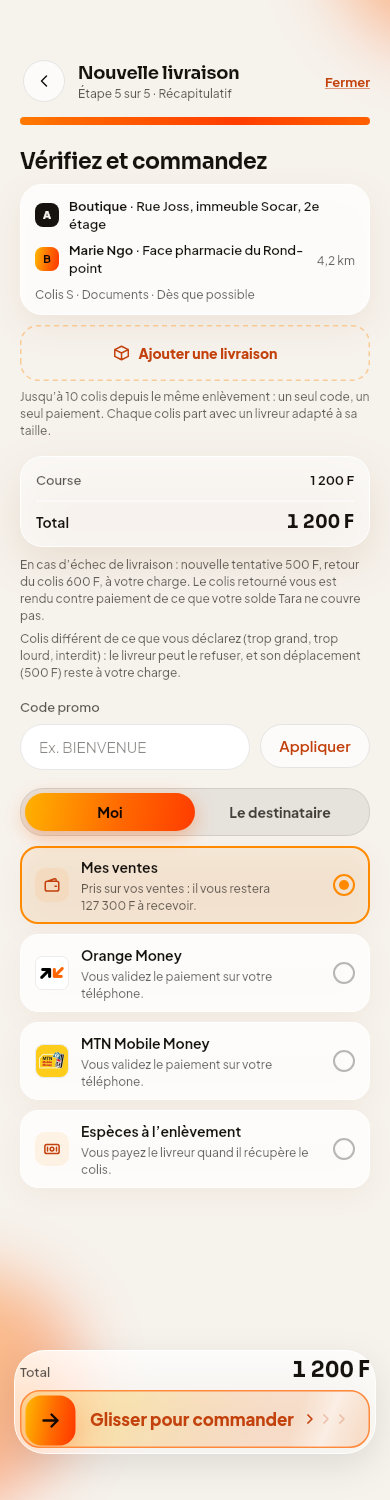 Nouvelle livraison
Étape 5 sur 5 · Récapitulatif
Fermer
Vérifiez et commandez
A
Boutique · Rue Joss, immeuble Socar, 2e
étage
B
Marie Ngo · Face pharmacie du Rond-
point
4,2 km
Colis S · Documents · Dès que possible
Ajouter une livraison
Jusqu'à 10 colis depuis le même enlèvement : un seul code, un
seul paiement. Chaque colis part avec un livreur adapté à sa
taille.
Course
1 200 F
Total
1 200 F
En cas d'échec de livraison : nouvelle tentative 500 F, retour
du colis 600 F, à votre charge. Le colis retourné vous est
rendu contre paiement de ce que votre solde Tara ne couvre
pas.
Colis différent de ce que vous déclarez (trop grand, trop
lourd, interdit) : le livreur peut le refuser, et son déplacement
(500 F) reste à votre charge.
Code promo
Ex. BIENVENUE
Appliquer
Moi
Le destinataire
Mes ventes
Pris sur vos ventes : il vous restera
127 300 F à recevoir.
Orange Money
Vous validez le paiement sur votre
téléphone.
MTN
MTN Mobile Money
Vous validez le paiement sur votre
téléphone.
Espèces à l'enlèvement
Vous payez le livreur quand il récupère le
colis.
Total
1 200 F
Glisser pour commander